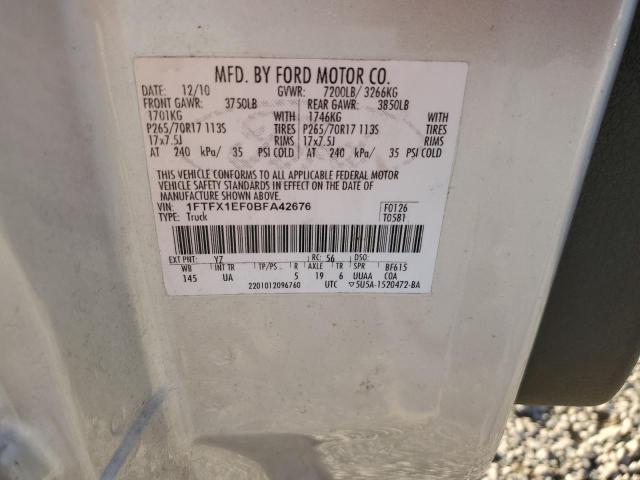 MFD. BY FORD MOTOR CO.
DATE: 12/10 GVWR: 7200LB/ 3266KG
FRONT GAWR: 3750LB REAR GAWR: 3850LB
1701KG WITH 1746KG WITH
P265/70R17 113S TIRES P265/70R17 113S TIRES
17x7.5J RIMS 17x7.5J RIMS
AT 240 kPa/ 35 PSI COLD AT 240 kPa/ 35 PSI COLD
THIS VEHICLE CONFORMS TO ALL APPLICABLE FEDERAL MOTOR
VEHICLE SAFETY STANDARDS IN EFFECT ON THE DATE OF
MANUFACTURE SHOWN ABOVE.
VIN: 1FTFX1EF0BFA42676 F0126
TYPE: Truck T0581
EXT PNT: YZ RC: 56 DSO:
WB INT TR TP/PS R AXLE TR SPR BF615
145 UA 5 19 6 UUAA COA
2201012096760 UTC ▽5U5A-1520472-BA